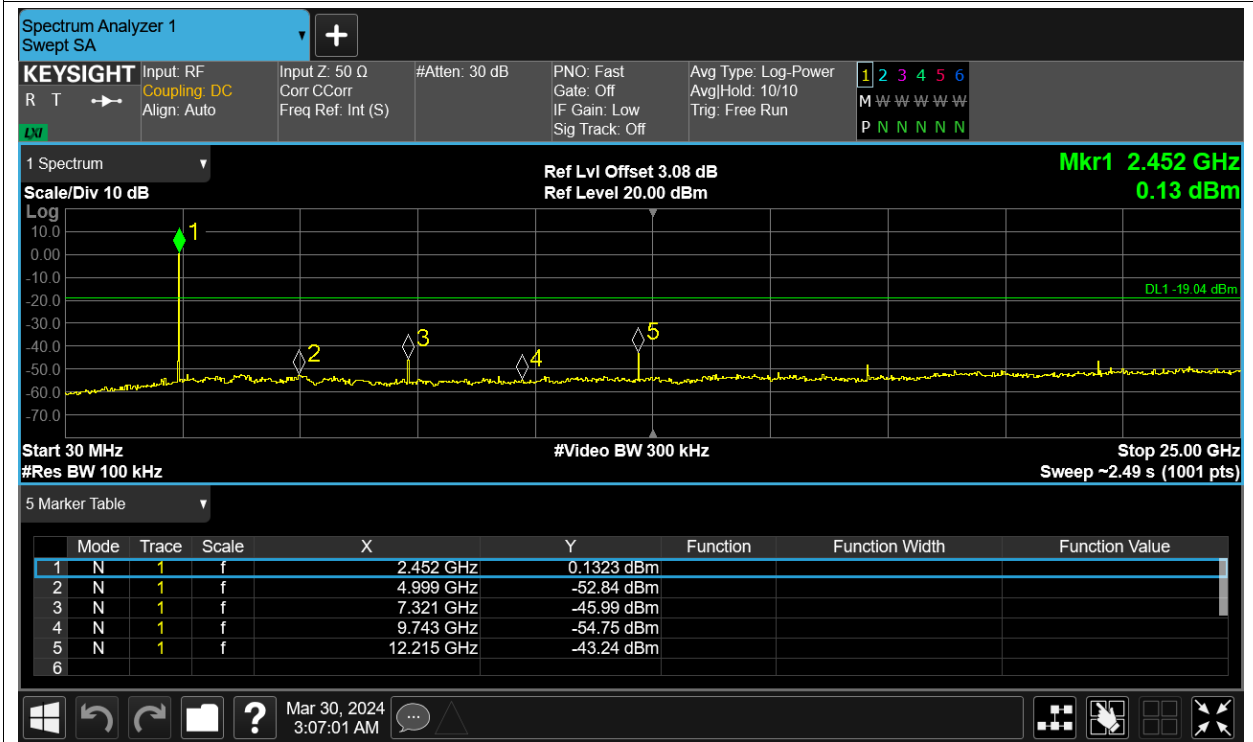 Spectrum Analyzer 1
Swept SA
+
KEYSIGHT Input: RF Input Z: 50 Ω #Atten: 30 dB PNO: Fast Avg Type: Log-Power 1 2 3 4 5 6
R T Coupling: DC Corr CCorr Gate: Off Avg|Hold: 10/10 M W W W W W
Align: Auto Freq Ref: Int (S) IF Gain: Low Trig: Free Run
LXI Sig Track: Off P N N N N N
1 Spectrum Ref Lvl Offset 3.08 dB Mkr1 2.452 GHz
Scale/Div 10 dB Ref Level 20.00 dBm 0.13 dBm
Log
10.0
0.00
-10.0
-20.0
-30.0
-40.0
-50.0
-60.0
-70.0
1
DL1 -19.04 dBm
2
3
4
5
Start 30 MHz #Video BW 300 kHz Stop 25.00 GHz
#Res BW 100 kHz Sweep ~2.49 s (1001 pts)
5 Marker Table
Mode Trace Scale X Y Function Function Width Function Value
1 N 1 f 2.452 GHz 0.1323 dBm
2 N 1 f 4.999 GHz -52.84 dBm
3 N 1 f 7.321 GHz -45.99 dBm
4 N 1 f 9.743 GHz -54.75 dBm
5 N 1 f 12.215 GHz -43.24 dBm
6
? Mar 30, 2024
3:07:01 AM